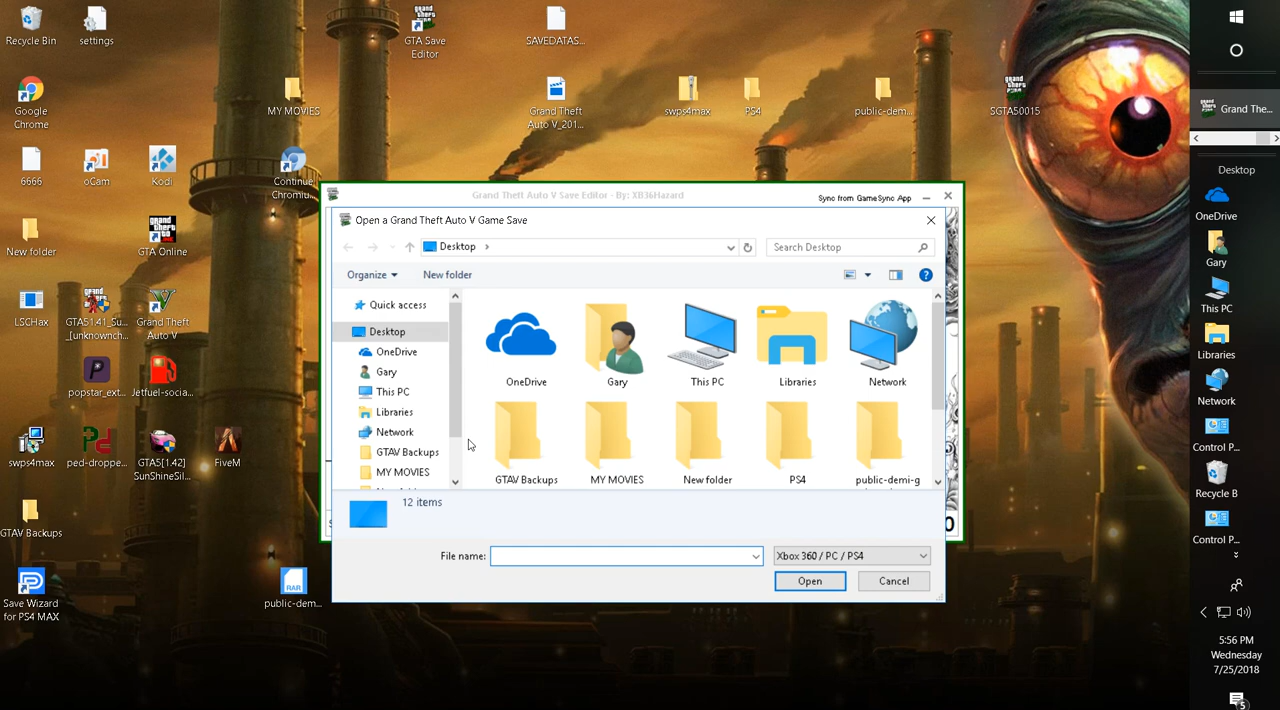 Recycle Bin
settings
GTA Save
Editor
SAVEDATAS...
Google
Chrome
MY MOVIES
Grand Theft
Auto V_201...
swps4max
PS4
public-dem...
SGTA50015
6666
oCam
Kodi
Continue
Chromiu...
New folder
GTA Online
LSCHax
GTA51.41_Su...
_[unknownch...
Grand Theft
Auto V
popstar_ext...
Jetfuel-socia...
swps4max
ped-droppe...
GTA5[1.42]
SunShineSil...
FiveM
GTAV Backups
Save Wizard
for PS4 MAX
RAR
public-dem...
Grand Theft Auto V Save Editor - By: XB36Hazard
Sync from GameSync App
Open a Grand Theft Auto V Game Save
Desktop
Search Desktop
Organize
New folder
Quick access
Desktop
OneDrive
Gary
This PC
Libraries
Network
GTAV Backups
MY MOVIES
OneDrive
Gary
This PC
Libraries
Network
GTAV Backups
MY MOVIES
New folder
PS4
public-demi-g
12 items
File name:
Xbox 360 / PC / PS4
Open
Cancel
Grand The...
Desktop
OneDrive
Gary
This PC
Libraries
Network
Control P...
Recycle B
Control P...
5:56 PM
Wednesday
7/25/2018
5